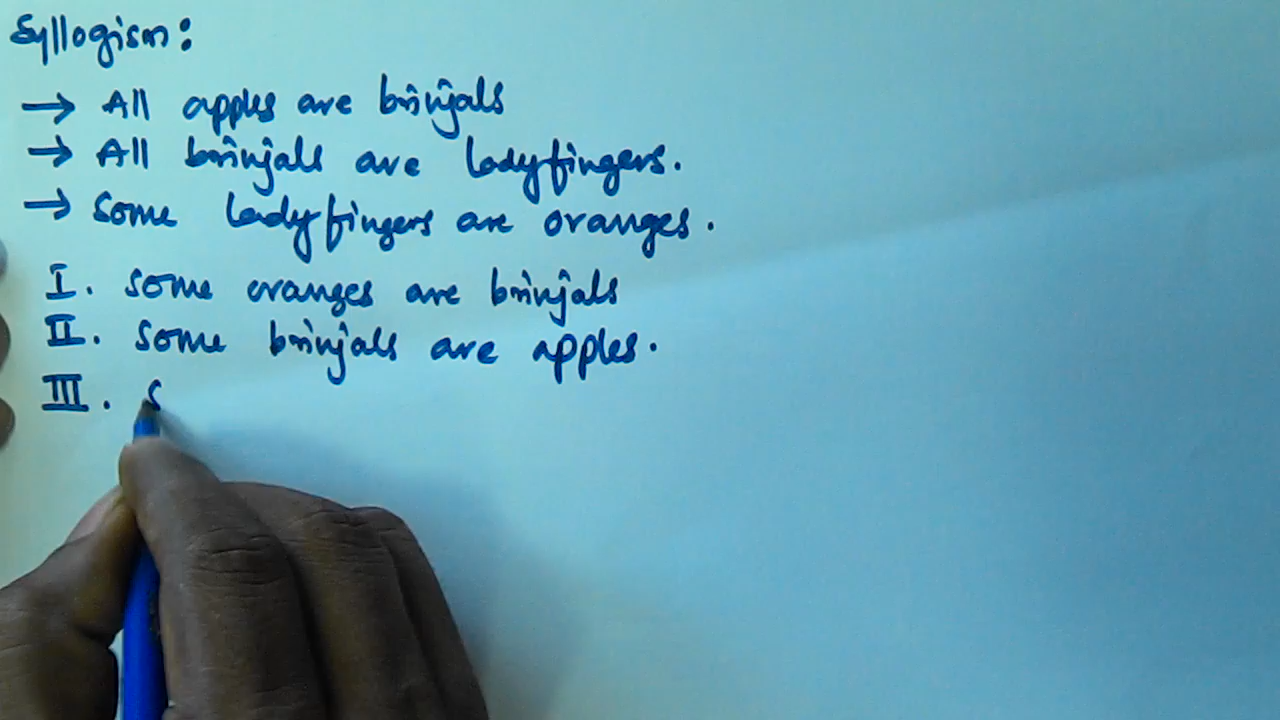 Syllogism:
→ All apples are brinjals
→ All brinjals are ladyfingers.
→ Some ladyfingers are oranges.
I. Some oranges are brinjals
II. Some brinjals are apples.
III. S